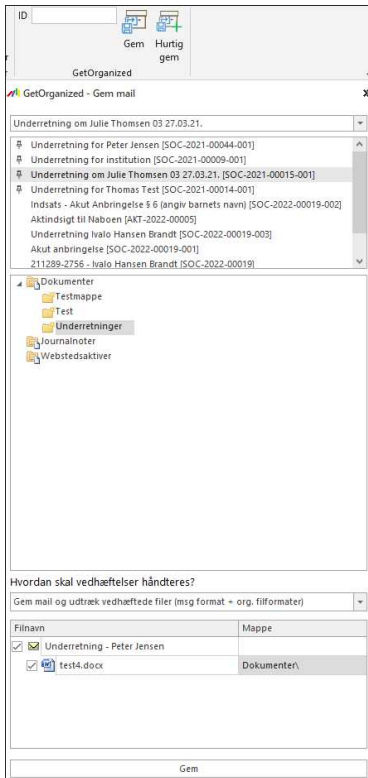 ID
Gem
Hurtig
gem
GetOrganized
GetOrganized - Gem mail
x
Underretning om Julie Thomsen 03 27.03.21.
Underretning for Peter Jensen [SOC-2021-00044-001]
Underretning for institution [SOC-2021-00009-001]
Underretning om Julie Thomsen 03 27.03.21. [SOC-2021-00015-001]
Underretning for Thomas Test [SOC-2021-00014-001]
Indsats - Akut Anbringelse § 6 (angiv barnets navn) [SOC-2022-00019-002]
Aktindsigt til Naboen [AKT-2022-00005]
Underretning Ivalo Hansen Brandt [SOC-2022-00019-003]
Akut anbringelse [SOC-2022-00019-001]
211289-2756 - Ivalo Hansen Brandt [SOC-2022-00019]
Dokumenter
Testmappe
Test
Underretninger
Journalnoter
Webstedsaktiver
Hvordan skal vedhæftelser håndteres?
Gem mail og udtræk vedhæftede filer (msg format + org. filformater)
Filnavn Mappe
Underretning - Peter Jensen
test4.docx Dokumenter\
Gem